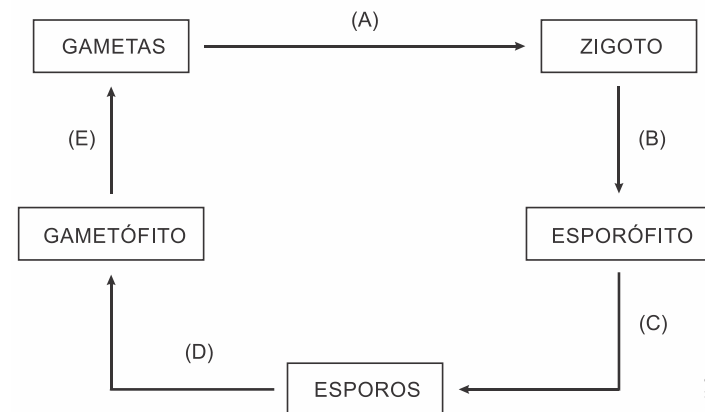 (A)
GAMETAS
ZIGOTO
(E)
(B)
GAMETÓFITO
ESPORÓFITO
(C)
(D)
ESPOROS